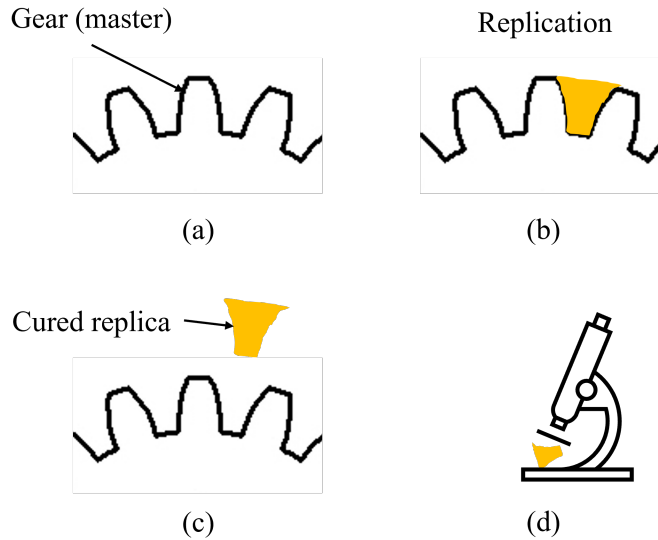 Gear (master)
Replication
(a)
(b)
Cured replica
(c)
(d)